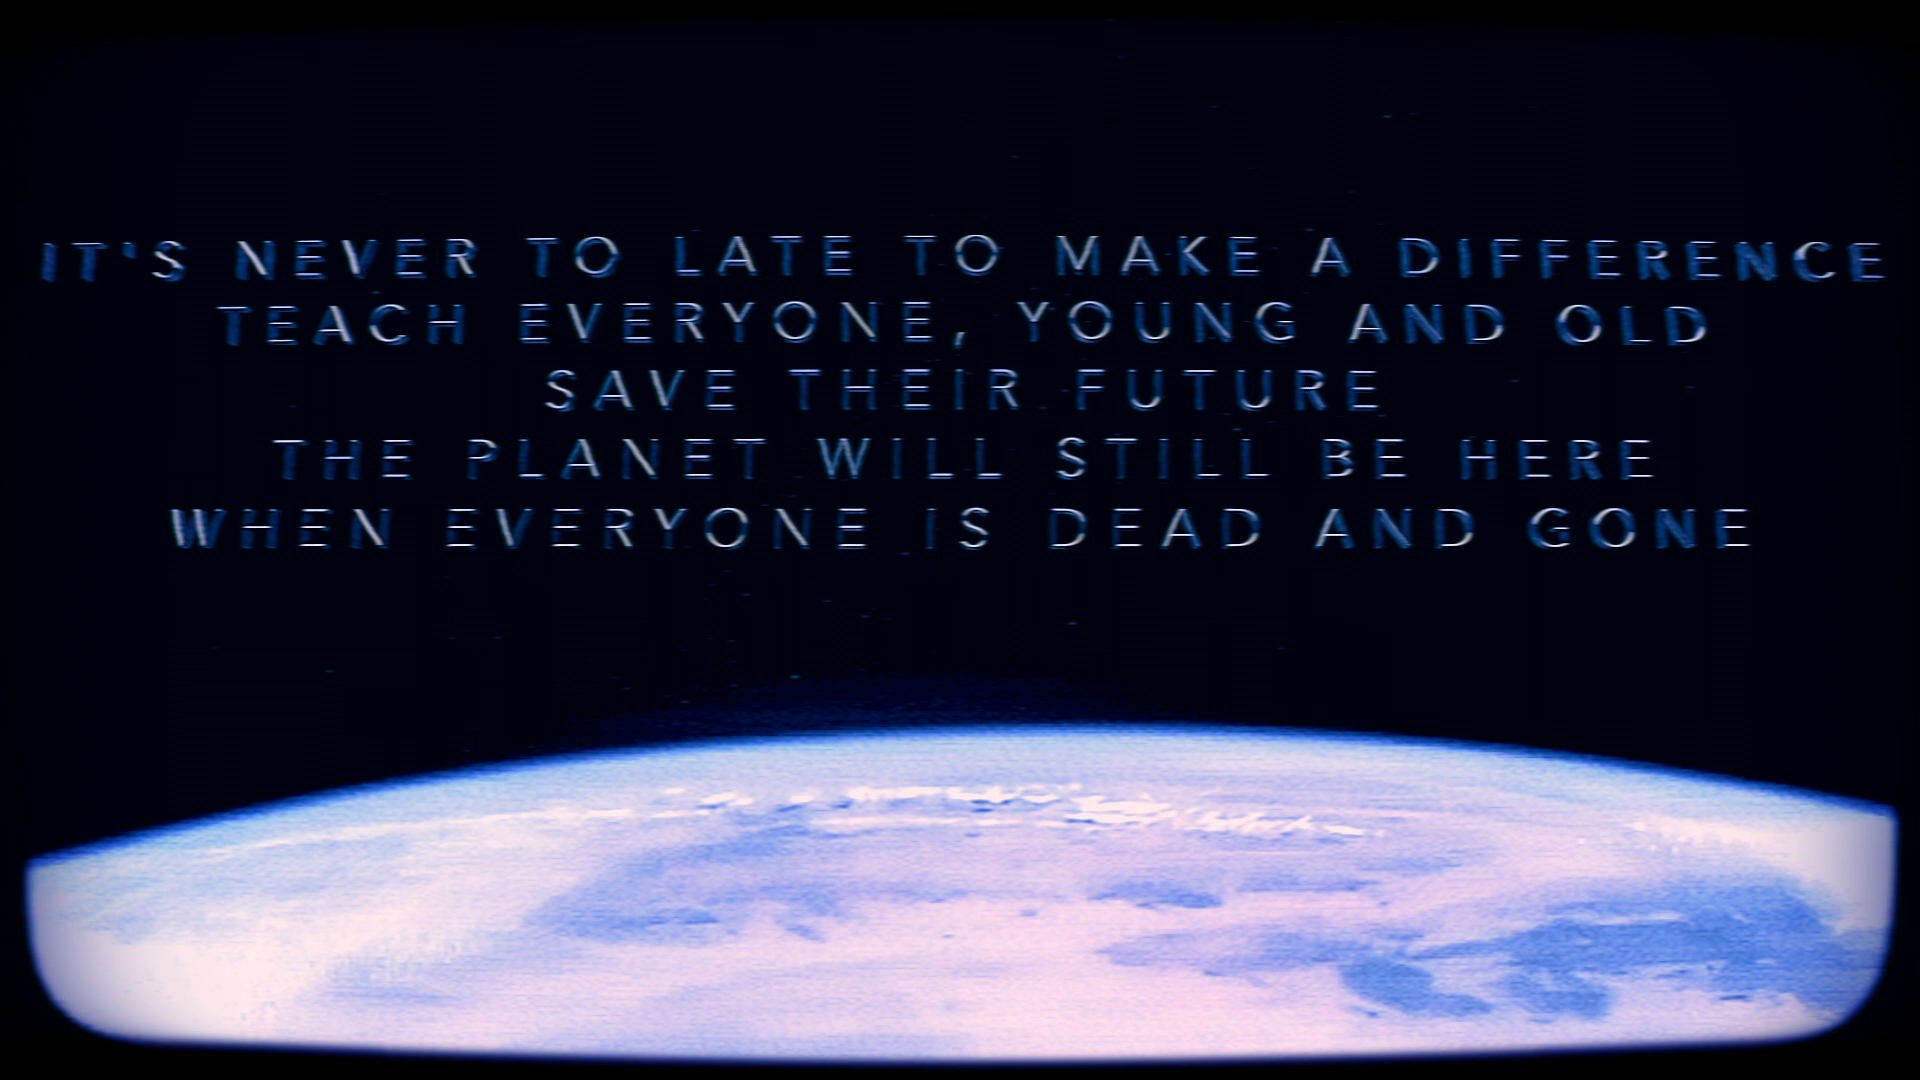 IT'S NEVER TO LATE TO MAKE A DIFFERENCE
TEACH EVERYONE, YOUNG AND OLD
SAVE THEIR FUTURE
THE PLANET WILL STILL BE HERE
WHEN EVERYONE IS DEAD AND GONE